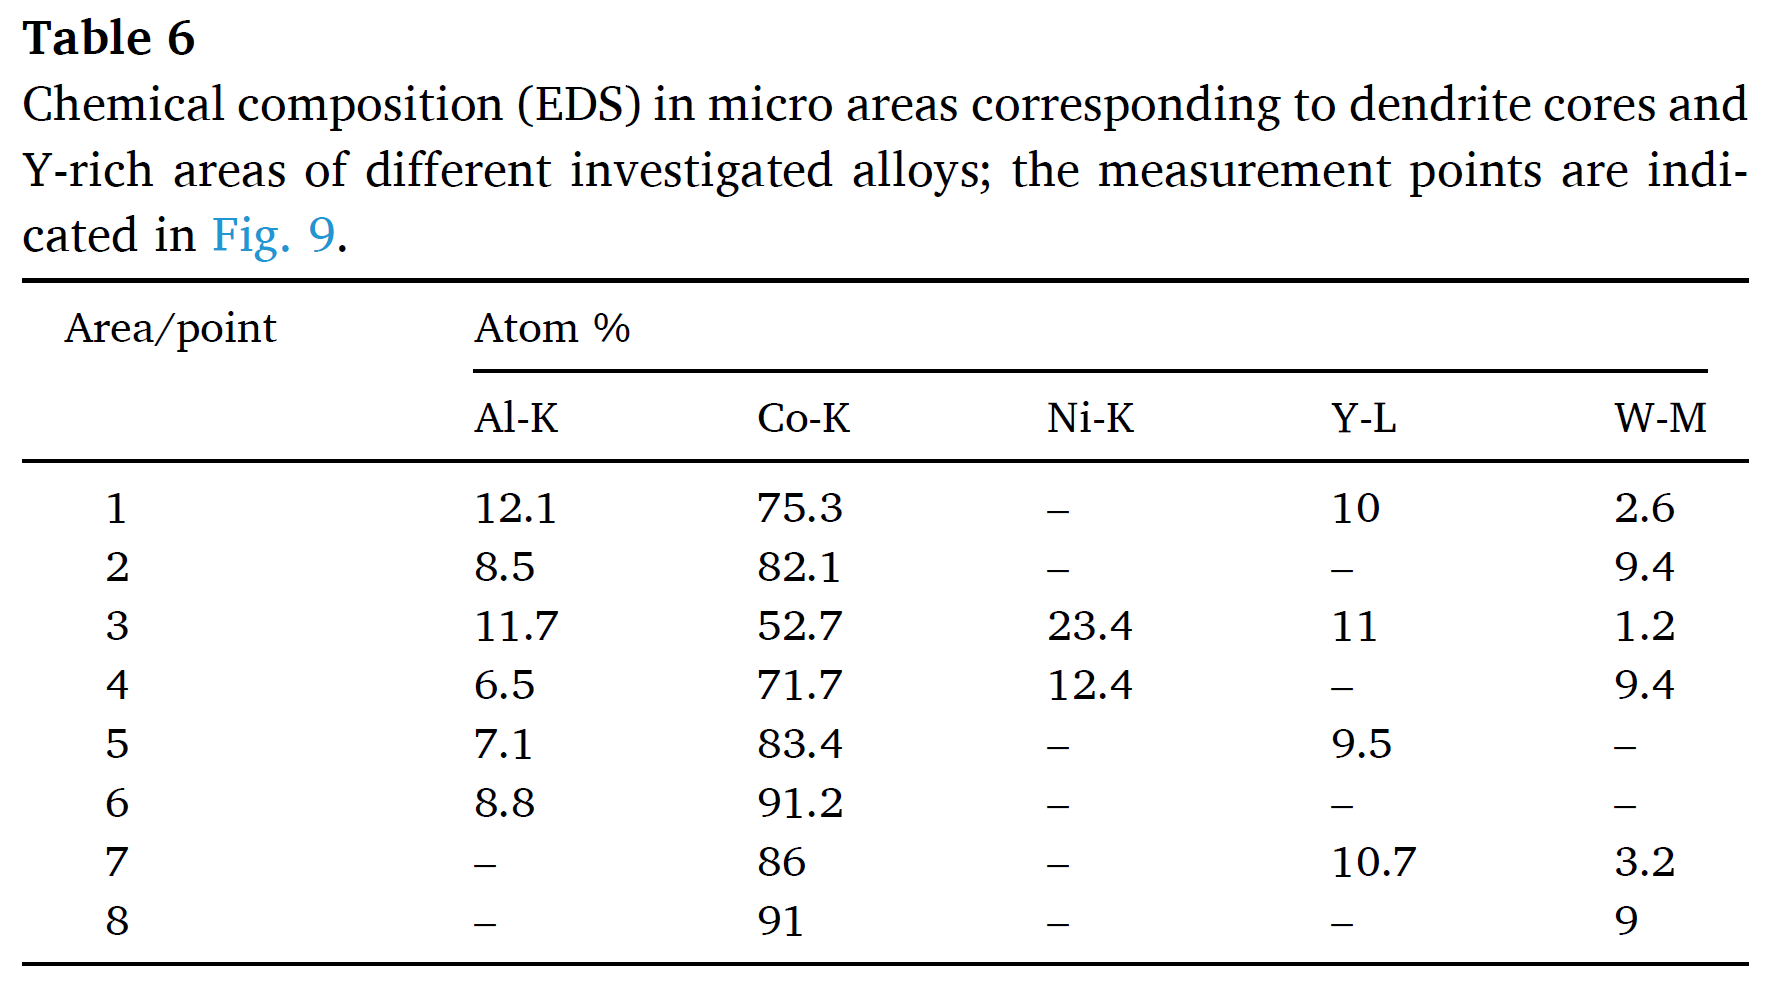 Table 6
Chemical composition (EDS) in micro areas corresponding to dendrite cores and
Y-rich areas of different investigated alloys; the measurement points are indi-
cated in Fig. 9.
Area/point Atom %
Al-K Co-K Ni-K Y-L W-M
1 12.1 75.3 – 10 2.6
2 8.5 82.1 – – 9.4
3 11.7 52.7 23.4 11 1.2
4 6.5 71.7 12.4 – 9.4
5 7.1 83.4 – 9.5 –
6 8.8 91.2 – – –
7 – 86 – 10.7 3.2
8 – 91 – – 9